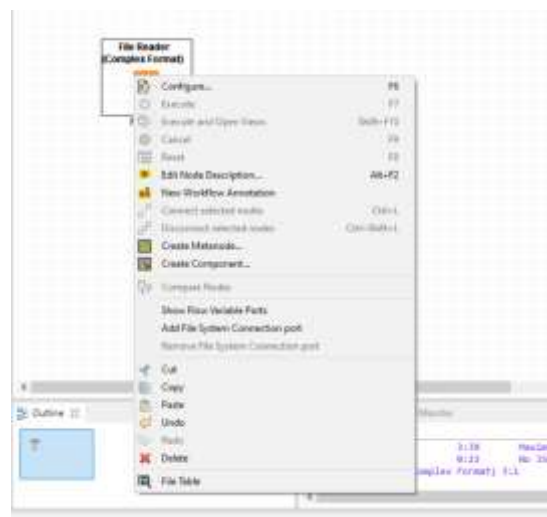 File Reader
(Complex Format)
Configure... F6
Execute F7
Execute and Open Views Shift+F10
Cancel F9
Reset F8
Edit Node Description... Alt+F2
New Workflow Annotation
Connect selected nodes Ctrl+L
Disconnect selected nodes Ctrl+Shift+L
Create Metanode...
Create Component...
Compare Nodes
Show Flow Variable Ports
Add File System Connection port
Remove File System Connection port
Cut
Copy
Paste
Undo
Redo
Delete
File Table
Outline